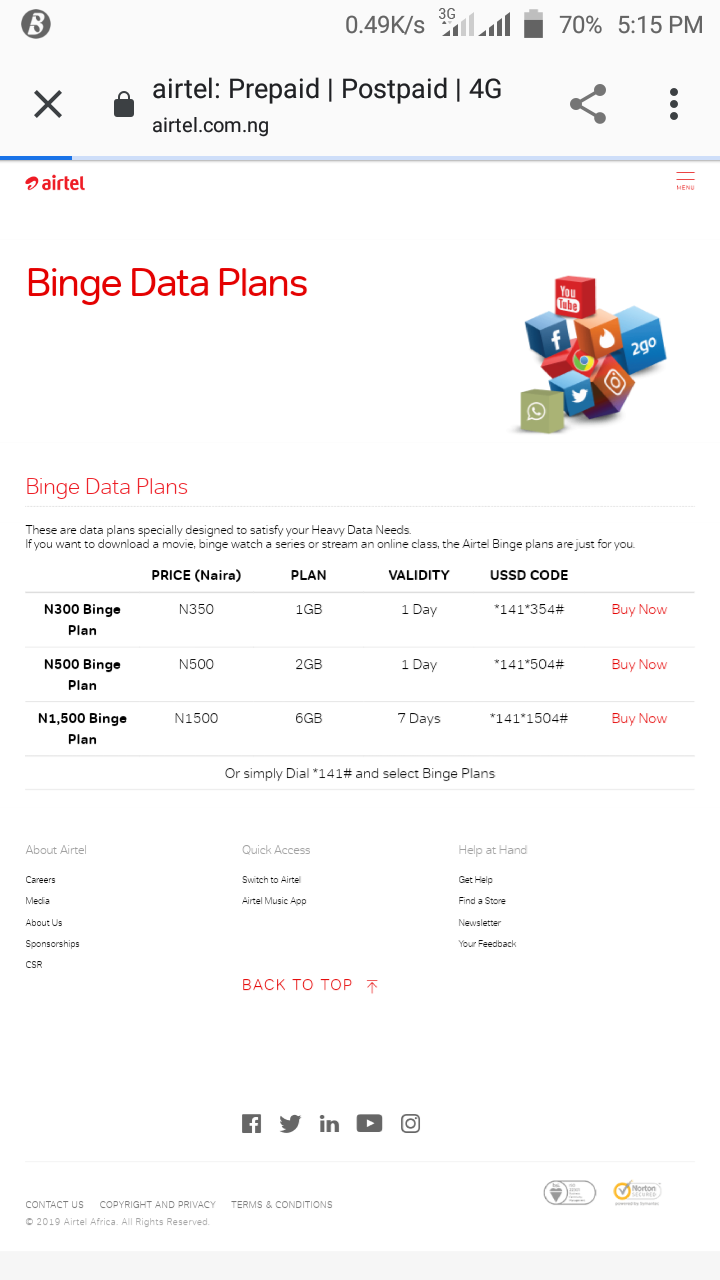 0.49K/s 3G 70% 5:15 PM
airtel: Prepaid | Postpaid | 4G
airtel.com.ng
airtel
MENU
Binge Data Plans
You
Tube
2go
Binge Data Plans
These are data plans specially designed to satisfy your Heavy Data Needs.
If you want to download a movie, binge watch a series or stream an online class, the Airtel Binge plans are just for you.
PRICE (Naira) PLAN VALIDITY USSD CODE
N300 Binge Plan N350 1GB 1 Day *141*354# Buy Now
N500 Binge Plan N500 2GB 1 Day *141*504# Buy Now
N1,500 Binge Plan N1500 6GB 7 Days *141*1504# Buy Now
Or simply Dial *141# and select Binge Plans
About Airtel
Careers
Media
About Us
Sponsorships
CSR
Quick Access
Switch to Airtel
Airtel Music App
Help at Hand
Get Help
Find a Store
Newsletter
Your Feedback
BACK TO TOP
CONTACT US COPYRIGHT AND PRIVACY TERMS & CONDITIONS
© 2019 Airtel Africa. All Rights Reserved.
Norton
SECURED
powered by Symantec